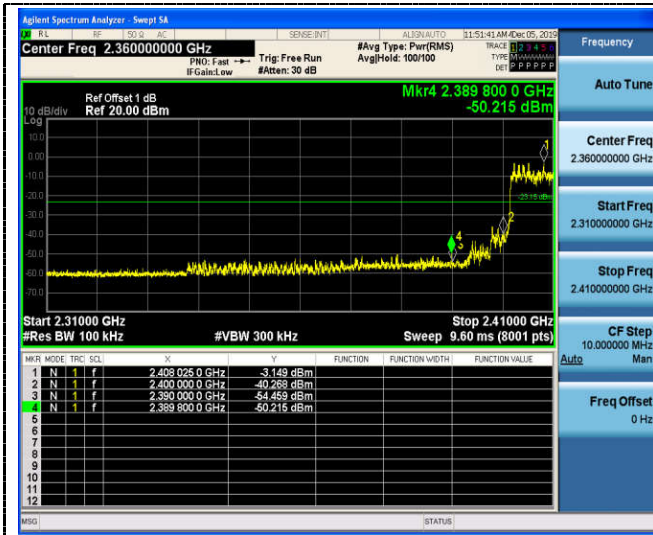 Agilent Spectrum Analyzer - Swept SA
RL RF 50 Ω AC SENSE:INT ALIGNAUTO 11:51:41 AM Dec 05, 2019
Center Freq 2.360000000 GHz
PNO: Fast
IFGain:Low
Trig: Free Run
#Atten: 30 dB
#Avg Type: Pwr(RMS)
Avg|Hold: 100/100
TRACE 1 2 3 4 5 6
TYPE M
DET P P P P P P
Ref Offset 1 dB
10 dB/div Ref 20.00 dBm
Log
Mkr4 2.389 800 0 GHz
-50.215 dBm
10.0
0.00
-10.0
-20.0
-30.0
-40.0
-50.0
-60.0
-70.0
1
-23.15 dBm
2
4
3
Start 2.31000 GHz
Stop 2.41000 GHz
#Res BW 100 kHz
#VBW 300 kHz
Sweep 9.60 ms (8001 pts)
MKR MODE TRC SCL X Y FUNCTION FUNCTION WIDTH FUNCTION VALUE
1 N 1 f 2.408 025 0 GHz -3.149 dBm
2 N 1 f 2.400 000 0 GHz -40.268 dBm
3 N 1 f 2.390 000 0 GHz -54.459 dBm
4 N 1 f 2.389 800 0 GHz -50.215 dBm
5
6
7
8
9
10
11
12
MSG
STATUS
Frequency
Auto Tune
Center Freq
2.360000000 GHz
Start Freq
2.310000000 GHz
Stop Freq
2.410000000 GHz
CF Step
10.000000 MHz
Auto Man
Freq Offset
0 Hz